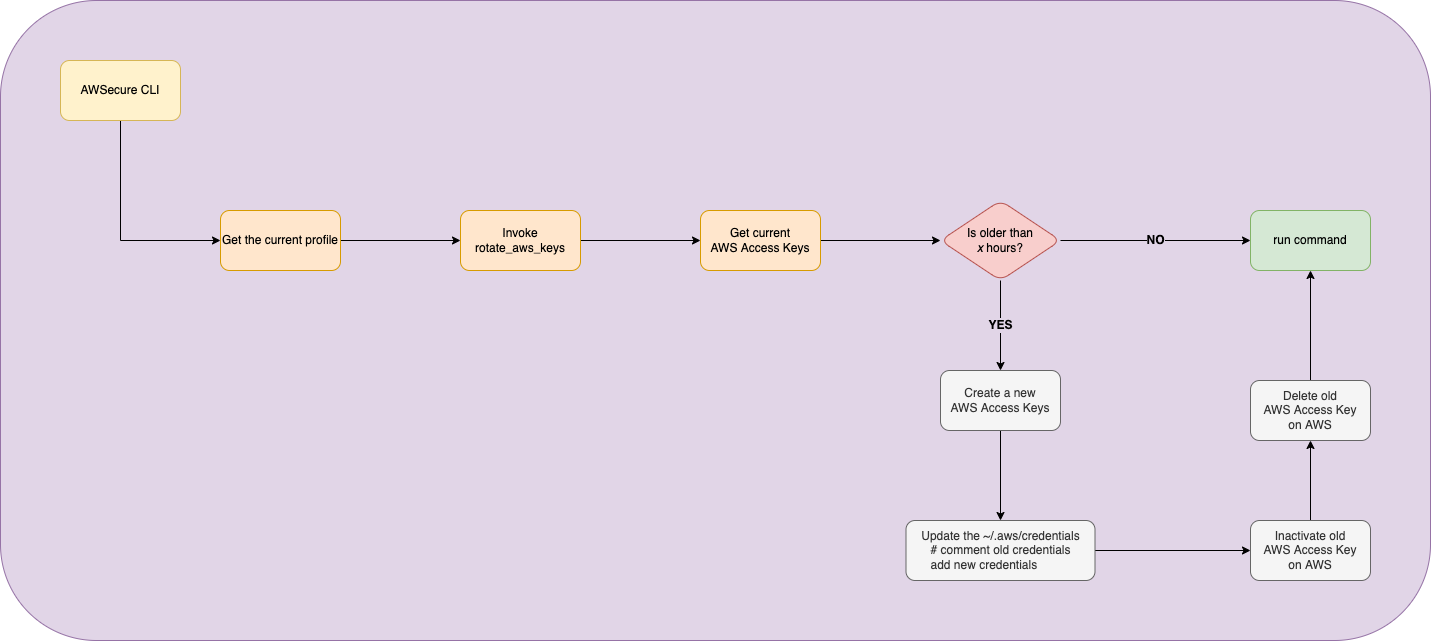 AWSecure CLI
Get the current profile
Invoke
rotate_aws_keys
Get current
AWS Access Keys
Is older than
x hours?
NO
run command
YES
Create a new
AWS Access Keys
Delete old
AWS Access Key
on AWS
Update the ~/.aws/credentials
# comment old credentials
add new credentials
Inactivate old
AWS Access Key
on AWS